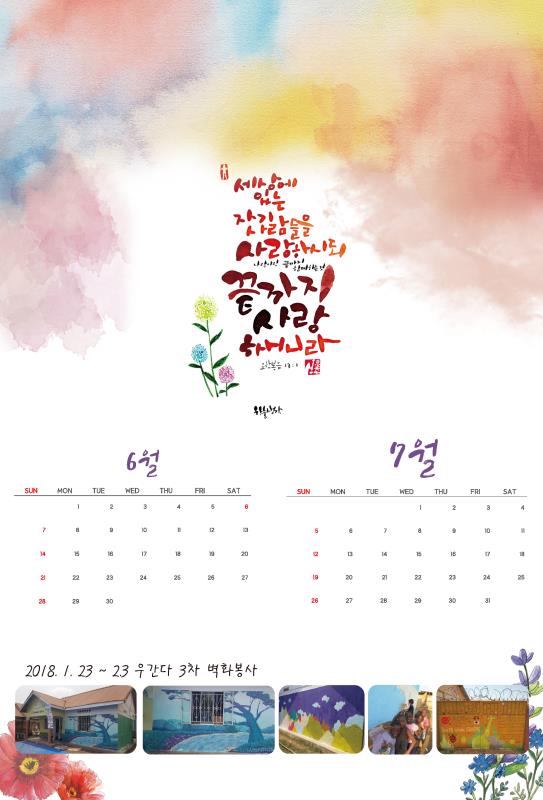 세상에
있는
자기 사람들을
사랑하시되
끝까지
사랑
하시니라
요한복음 13:1
6월
SUN MON TUE WED THU FRI SAT
1 2 3 4 5 6
7 8 9 10 11 12 13
14 15 16 17 18 19 20
21 22 23 24 25 26 27
28 29 30
7월
SUN MON TUE WED THU FRI SAT
1 2 3 4
5 6 7 8 9 10 11
12 13 14 15 16 17 18
19 20 21 22 23 24 25
26 27 28 29 30 31
2018. 1. 23 ~ 23 우간다 3차 벽화봉사